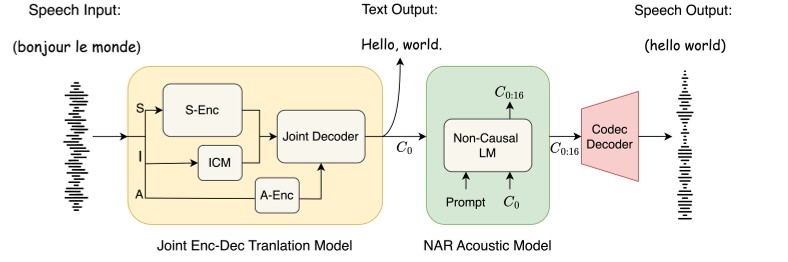 Speech Input:
Text Output:
Speech Output:
(bonjour le monde)
Hello, world.
(hello world)
S
S-Enc
I
ICM
A
A-Enc
Joint Decoder
C0
C0:16
Non-Causal
LM
Prompt
C0
C0:16
Codec
Decoder
Joint Enc-Dec Tranlation Model
NAR Acoustic Model